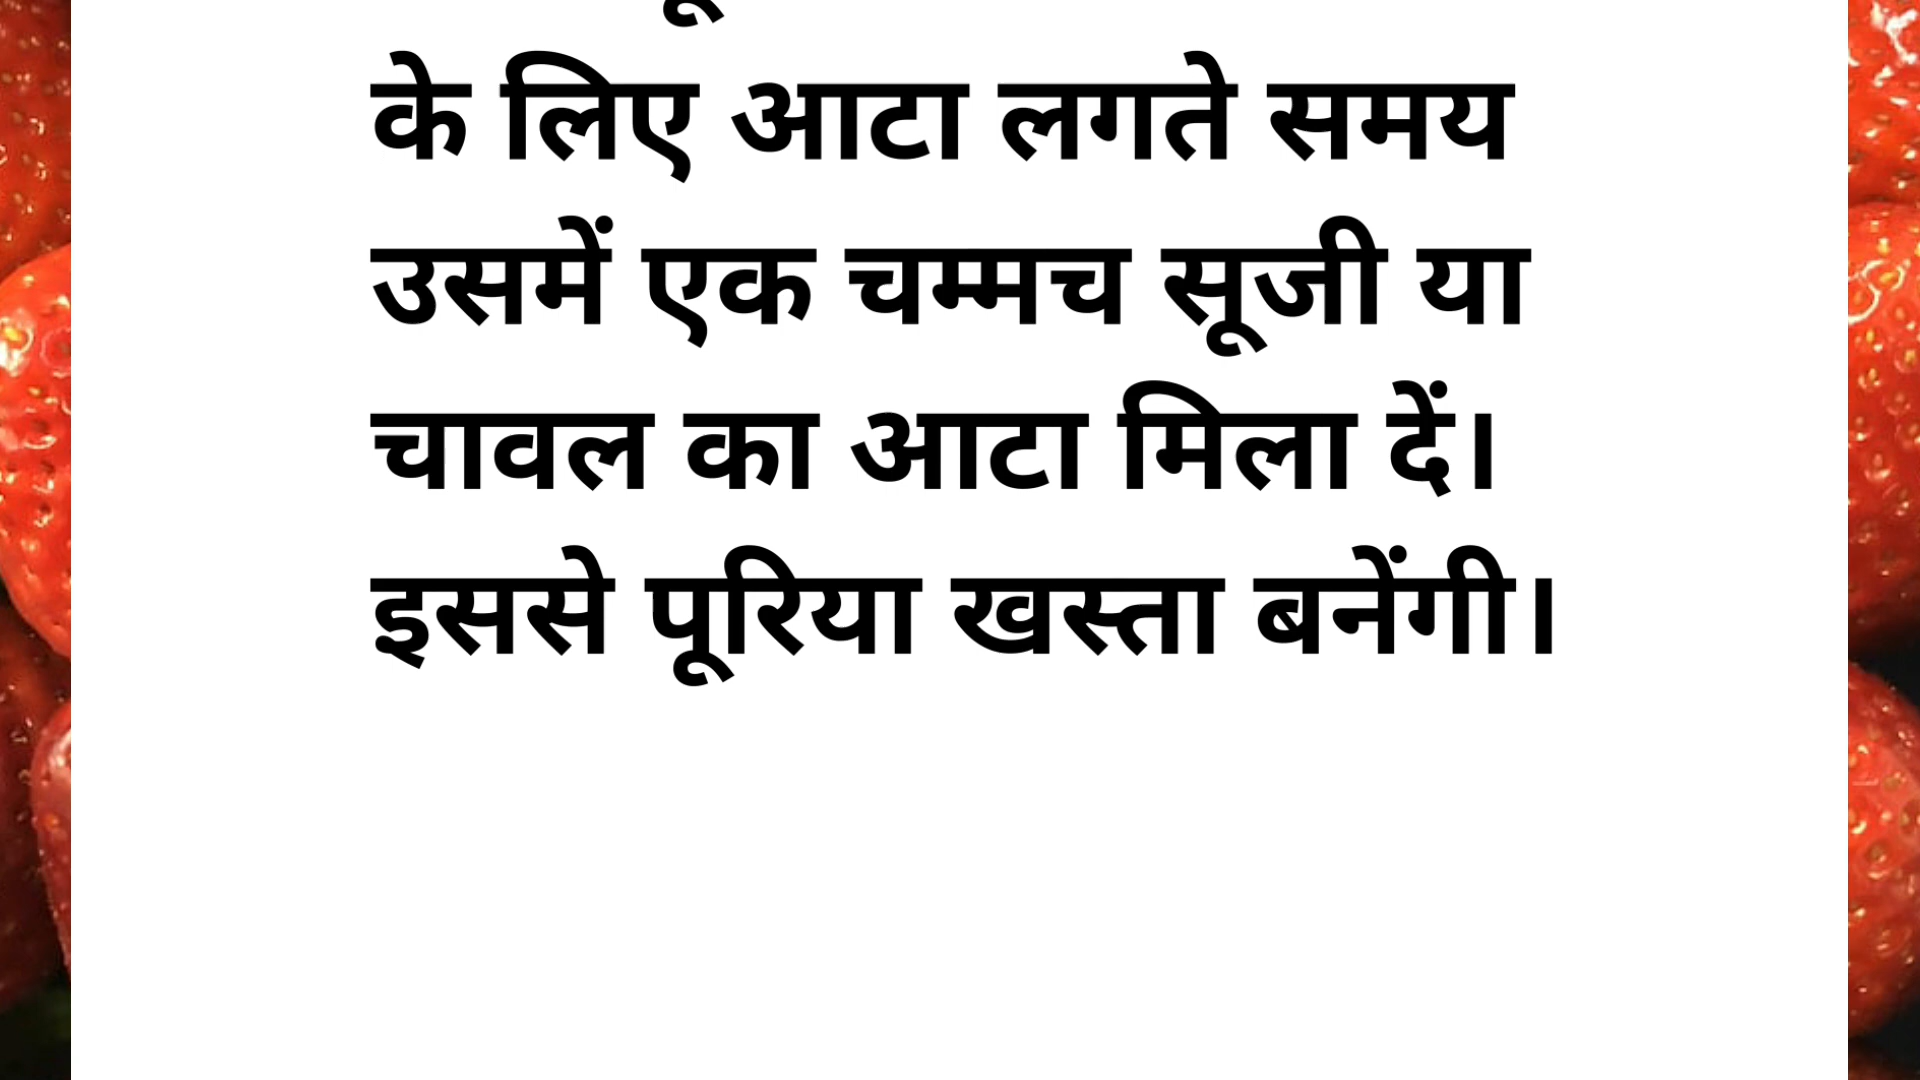 के लिए आटा लगते समय
उसमें एक चम्मच सूजी या
चावल का आटा मिला दें।
इससे पूरिया खस्ता बनेंगी।